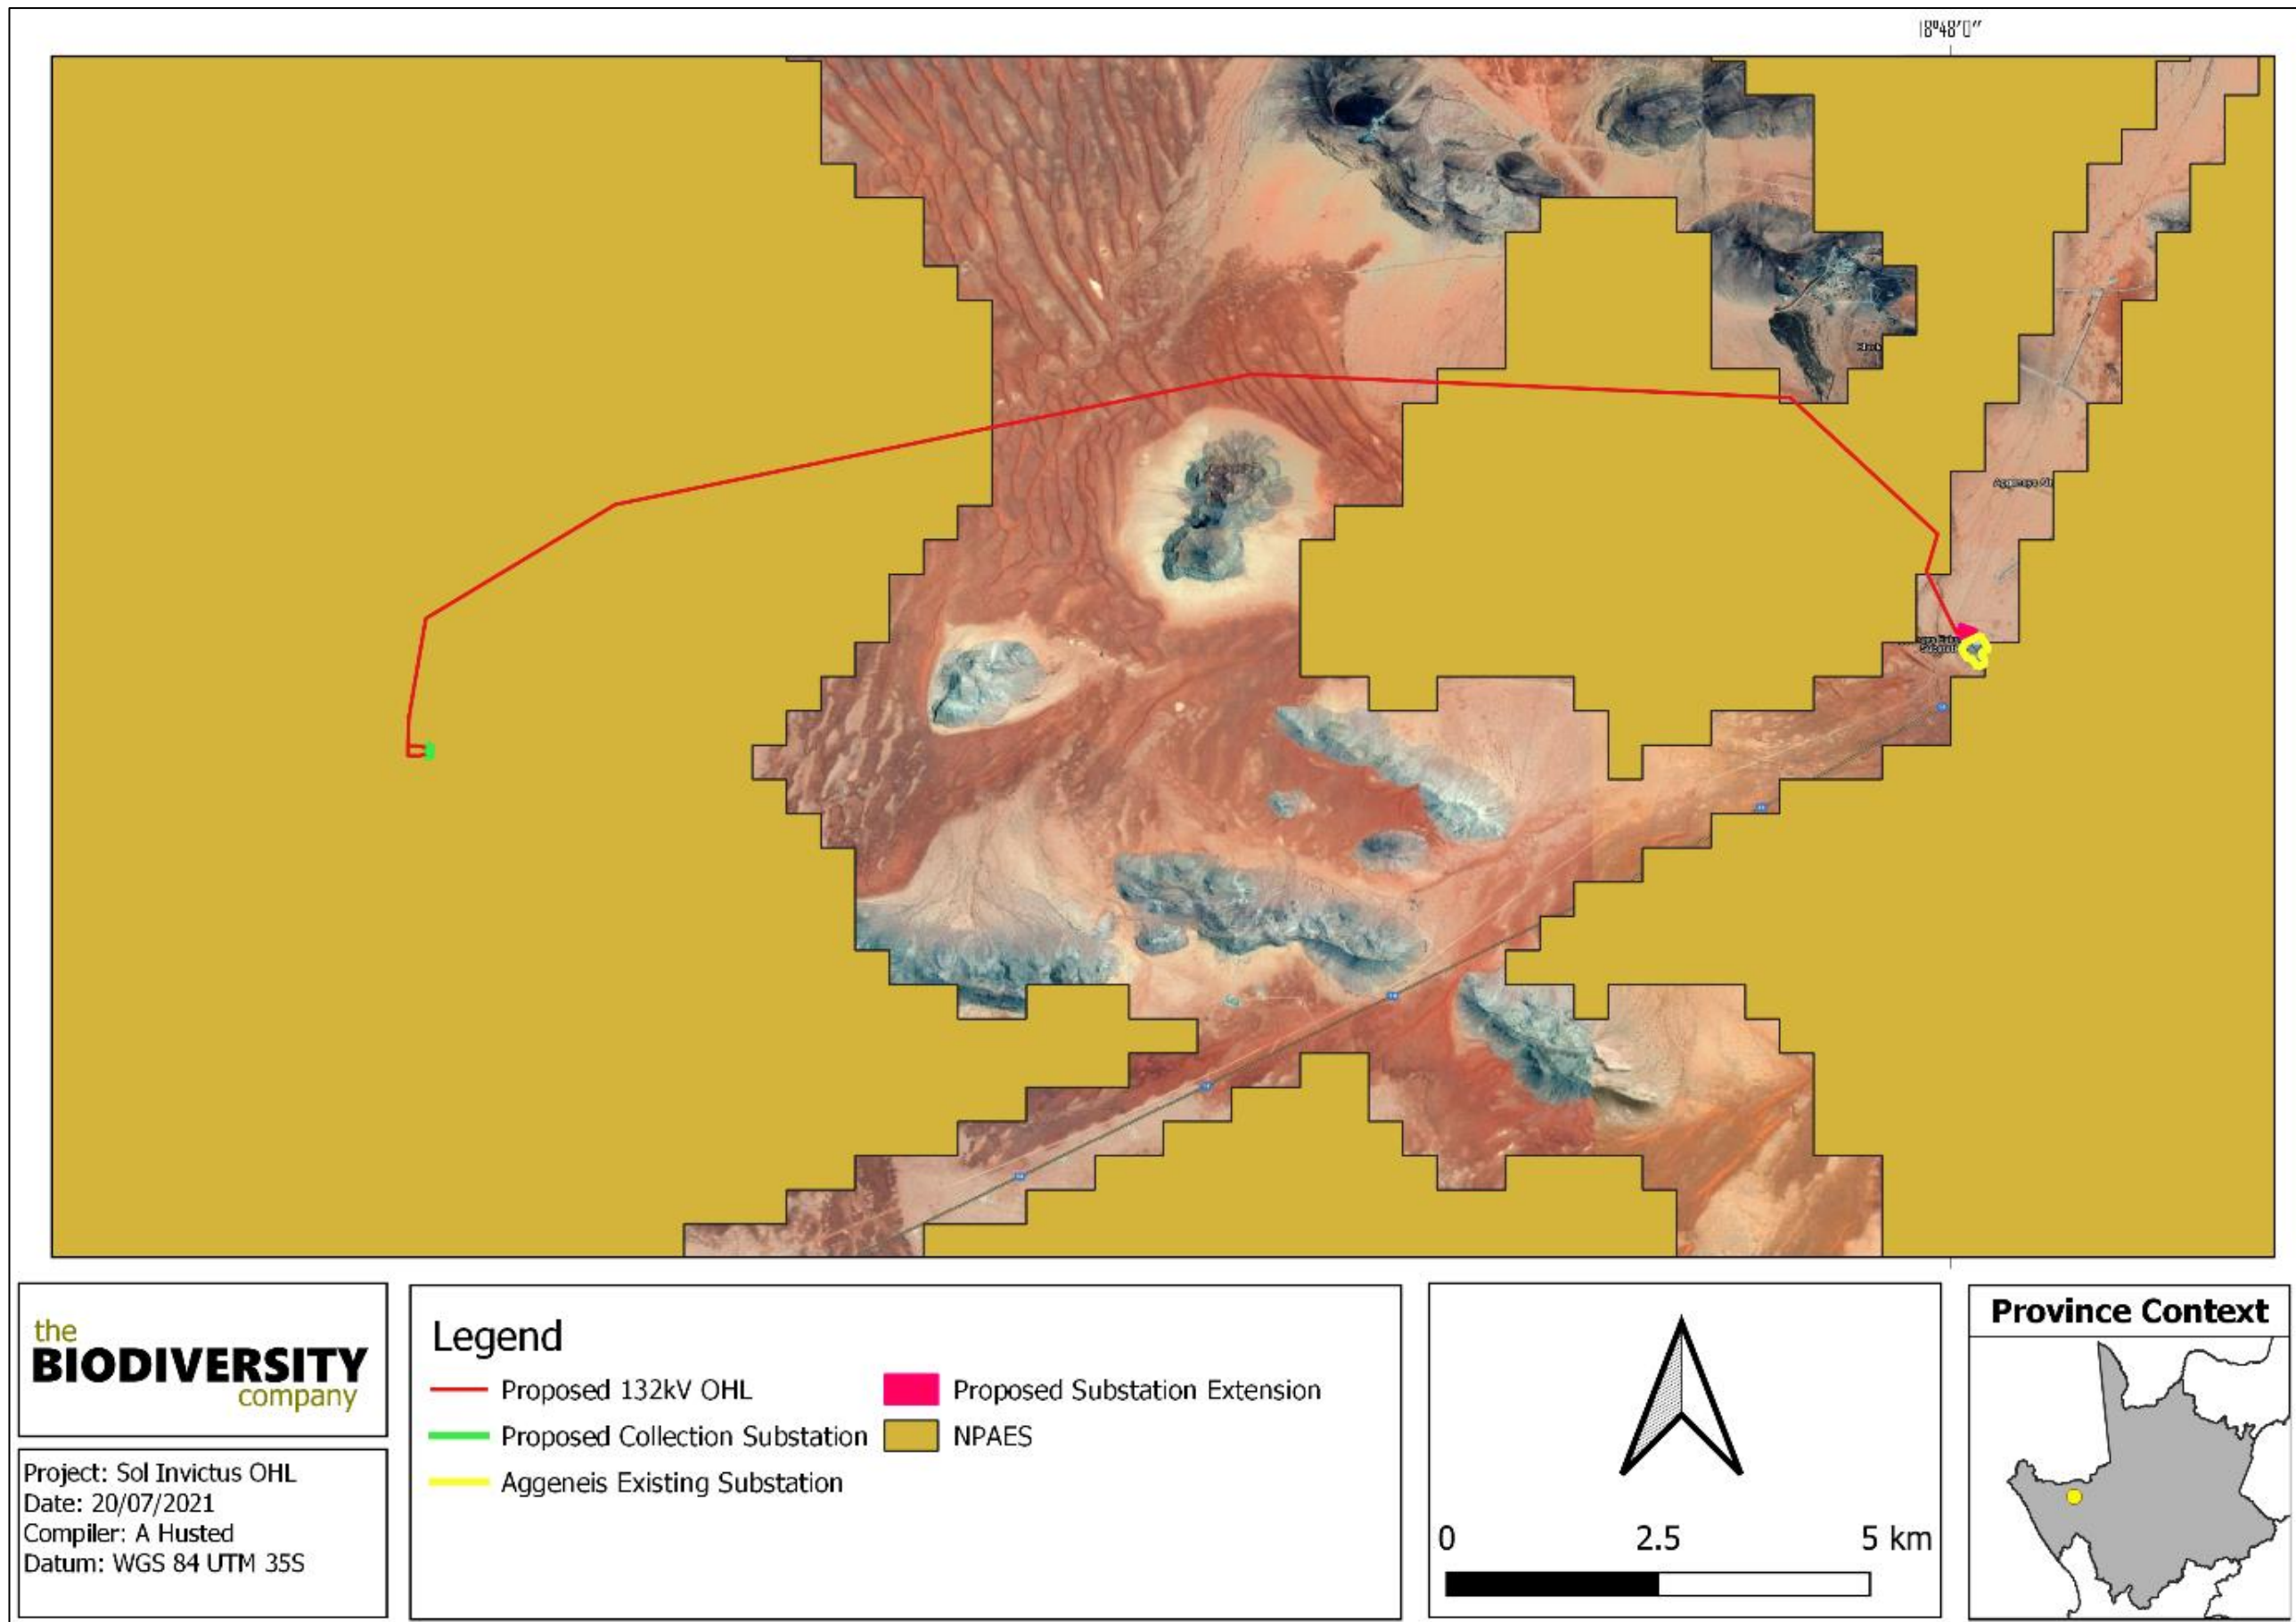 18°48'0"
the
BIODIVERSITY
company
Project: Sol Invictus OHL
Date: 20/07/2021
Compiler: A Husted
Datum: WGS 84 UTM 35S
Legend
Proposed 132kV OHL
Proposed Collection Substation
Aggeneis Existing Substation
Proposed Substation Extension
NPAES
0 2.5 5 km
Province Context